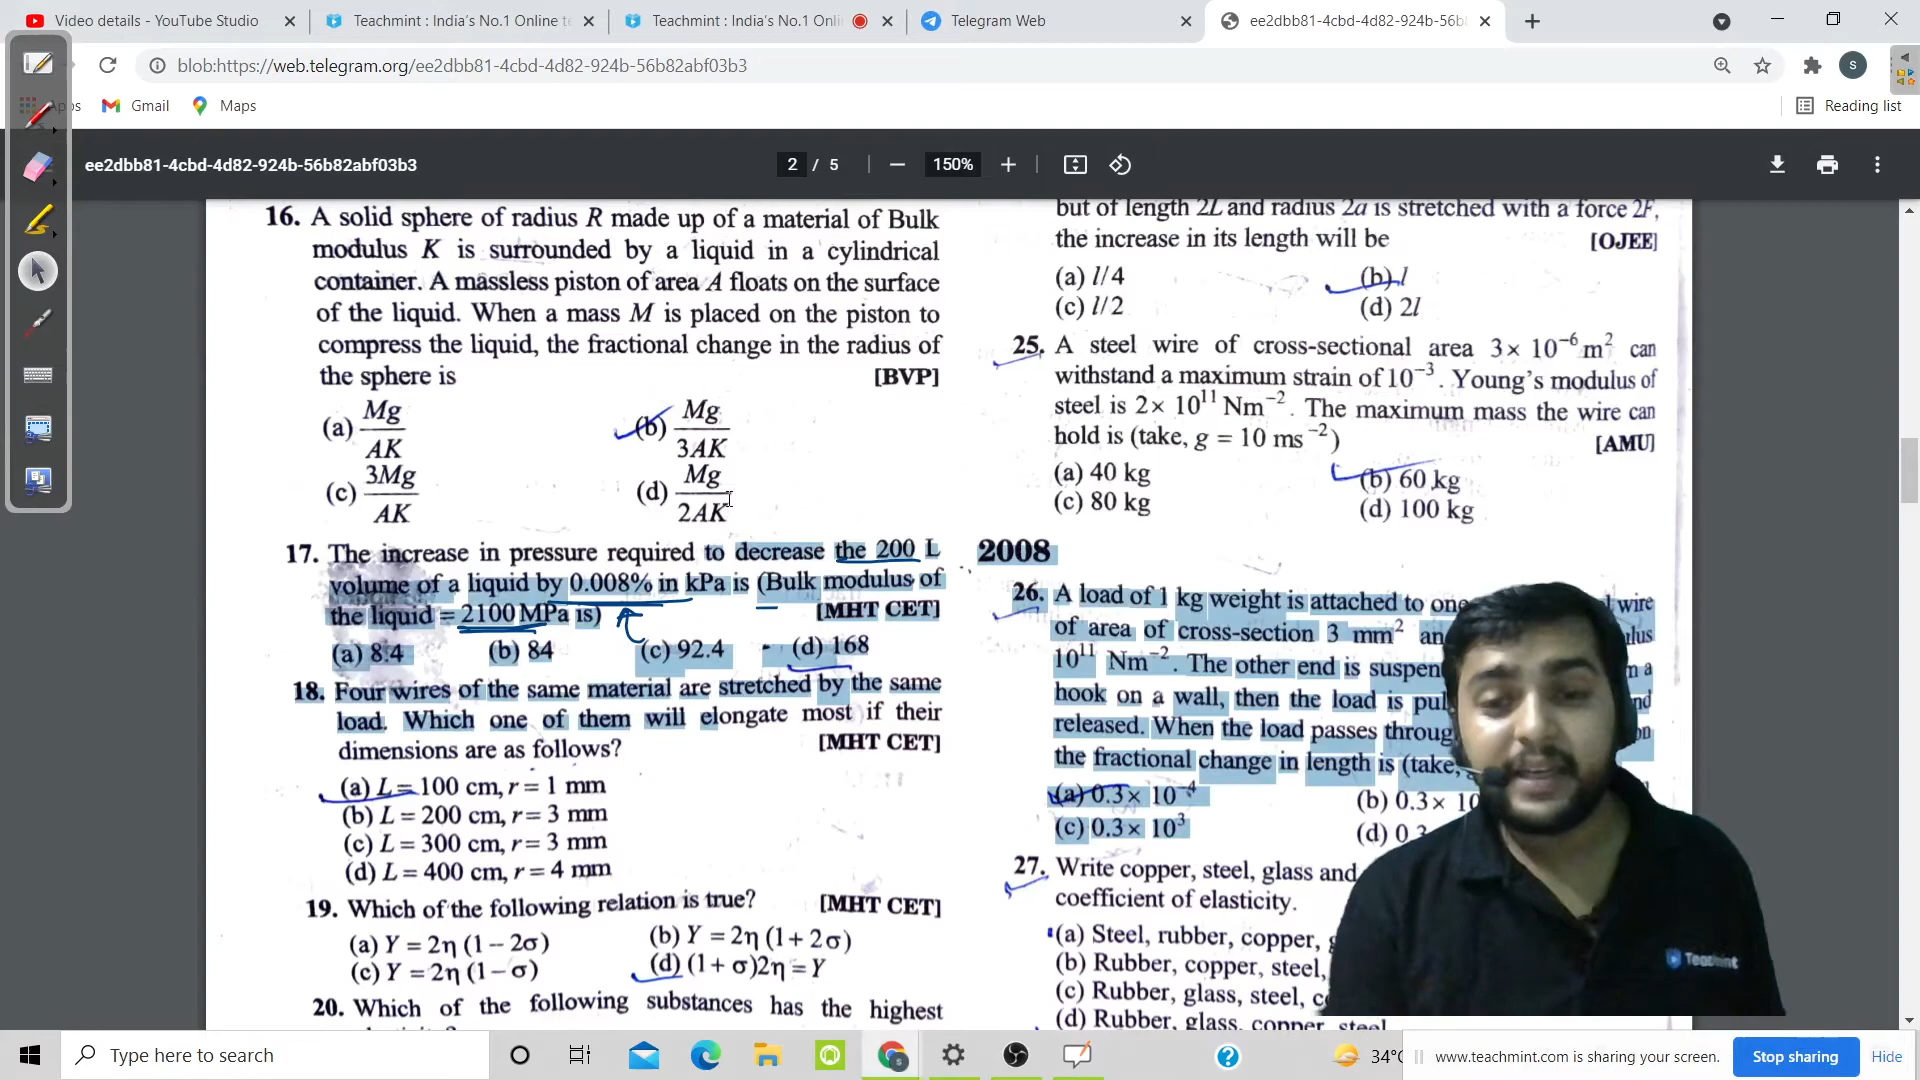 Video details - YouTube Studio
Teachmint : India's No.1 Online te
Teachmint : India's No.1 Onli
Telegram Web
ee2dbb81-4cbd-4d82-924b-56b
blob:https://web.telegram.org/ee2dbb81-4cbd-4d82-924b-56b82abf03b3
S
Apps
Gmail
Maps
Reading list
ee2dbb81-4cbd-4d82-924b-56b82abf03b3
2 / 5
150%
16. A solid sphere of radius R made up of a material of Bulk
modulus K is surrounded by a liquid in a cylindrical
container. A massless piston of area A floats on the surface
of the liquid. When a mass M is placed on the piston to
compress the liquid, the fractional change in the radius of
the sphere is [BVP]
(a) Mg/AK (b) Mg/3AK
(c) 3Mg/AK (d) Mg/2AK
17. The increase in pressure required to decrease the 200 L
volume of a liquid by 0.008% in kPa is (Bulk modulus of
the liquid = 2100 MPa is) [MHT CET]
(a) 8.4 (b) 84 (c) 92.4 (d) 168
18. Four wires of the same material are stretched by the same
load. Which one of them will elongate most if their
dimensions are as follows? [MHT CET]
(a) L = 100 cm, r = 1 mm
(b) L = 200 cm, r = 3 mm
(c) L = 300 cm, r = 3 mm
(d) L = 400 cm, r = 4 mm
19. Which of the following relation is true? [MHT CET]
(a) Y = 2η (1 − 2σ) (b) Y = 2η (1 + 2σ)
(c) Y = 2η (1 − σ) (d) (1 + σ)2η = Y
20. Which of the following substances has the highest
but of length 2L and radius 2a is stretched with a force 2F,
the increase in its length will be [OJEE]
(a) l/4 (b) l
(c) l/2 (d) 2l
25. A steel wire of cross-sectional area 3 × 10⁻⁶ m² can
withstand a maximum strain of 10⁻³. Young's modulus of
steel is 2 × 10¹¹ Nm⁻². The maximum mass the wire can
hold is (take, g = 10 ms⁻²) [AMU]
(a) 40 kg (b) 60 kg
(c) 80 kg (d) 100 kg
2008
26. A load of 1 kg weight is attached to one wire
of area of cross-section 3 mm² an
10¹¹ Nm⁻². The other end is suspen m a
hook on a wall, then the load is pul nd
released. When the load passes throug on
the fractional change in length is (take,
(a) 0.3 × 10⁻⁴ (b) 0.3 × 10
(c) 0.3 × 10³ (d) 0.3
27. Write copper, steel, glass and
coefficient of elasticity.
(a) Steel, rubber, copper, g
(b) Rubber, copper, steel,
(c) Rubber, glass, steel, c
(d) Rubber, glass, copper, steel
Teachmint
Type here to search
34°C
www.teachmint.com is sharing your screen.
Stop sharing
Hide